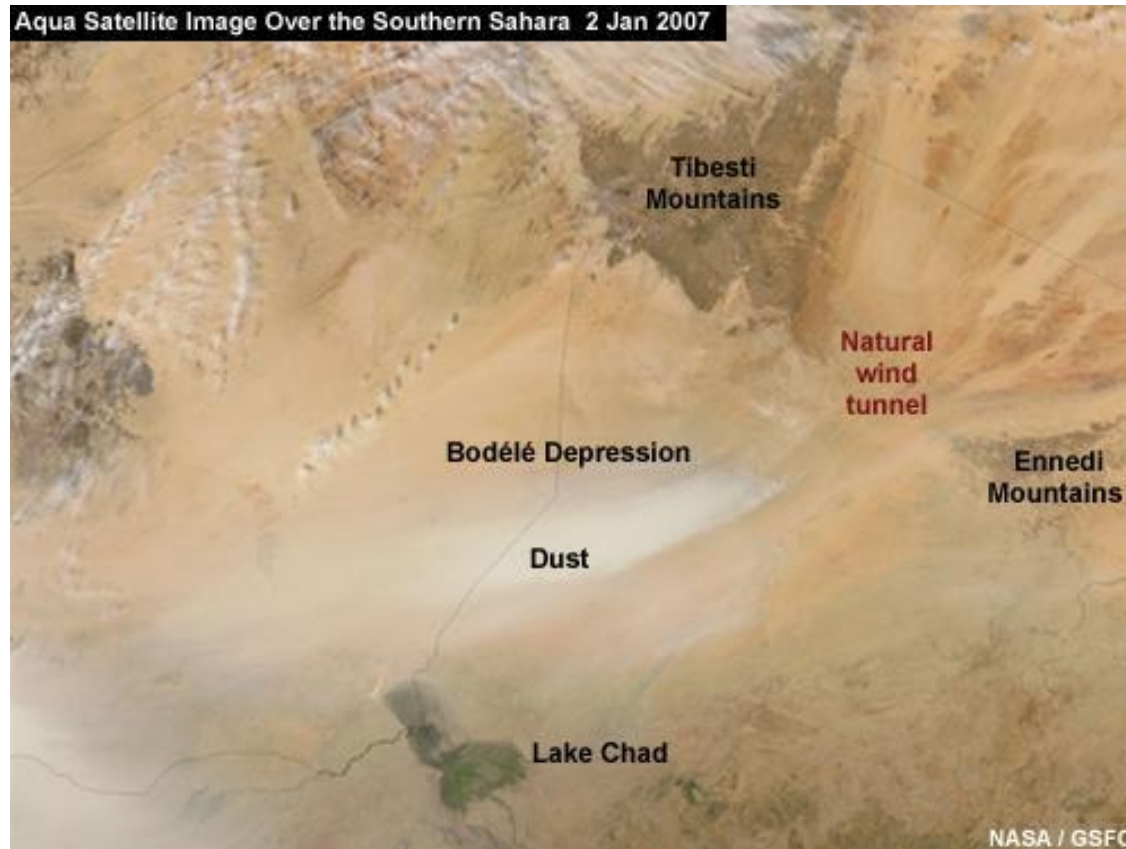 Aqua Satellite Image Over the Southern Sahara 2 Jan 2007
Tibesti
Mountains
Natural
wind
tunnel
Bodélé Depression
Ennedi
Mountains
Dust
Lake Chad
NASA / GSFC